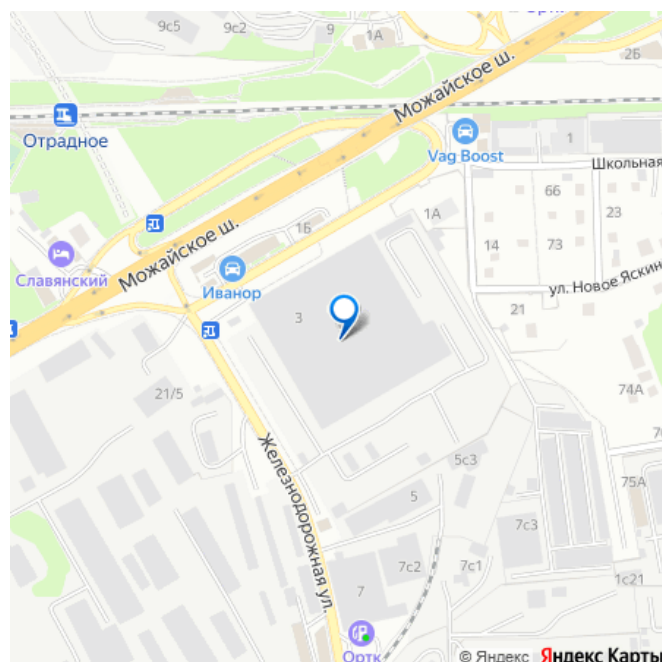 9с5
9с2
9
1А
2Б
Отрадное
Можайское ш.
Vag Boost
1
Школьная
66
23
1А
1Б
14
73
Славянский
Можайское ш.
Иванор
ул. Новое Яскин
21
3
21/5
74А
Железнодорожная ул.
5с3
75А
5
7с3
7с2
7с1
7
1с21
Ортк
© Яндекс Яндекс Карты